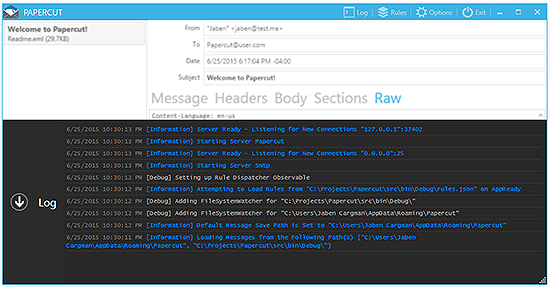 PAPERCUT
Log Rules Options Exit
Welcome to Papercut!
Readme.eml (29.7KB)
From "Jaben" <jaben@test.me>
To Papercut@user.com
Date 6/25/2015 6:17:04 PM -04:00
Subject Welcome to Papercut!
Message Headers Body Sections Raw
Content-Language: en-us
Log
6/25/2015 10:30:13 PM [Information] Server Ready - Listening for New Connections "127.0.0.1":37402
6/25/2015 10:30:13 PM [Information] Starting Server Papercut
6/25/2015 10:30:13 PM [Information] Server Ready - Listening for New Connections "0.0.0.0":25
6/25/2015 10:30:13 PM [Information] Starting Server Smtp
6/25/2015 10:30:12 PM [Debug] Setting up Rule Dispatcher Observable
6/25/2015 10:30:12 PM [Information] Attempting to Load Rules from "C:\Projects\Papercut\src\bin\Debug\rules.json" on AppReady
6/25/2015 10:30:12 PM [Debug] Adding FileSystemWatcher for "C:\Projects\Papercut\src\bin\Debug\"
6/25/2015 10:30:12 PM [Debug] Adding FileSystemWatcher for "C:\Users\Jaben Cargman\AppData\Roaming\Papercut"
6/25/2015 10:30:12 PM [Information] Default Message Save Path is Set to "C:\Users\Jaben Cargman\AppData\Roaming\Papercut"
6/25/2015 10:30:12 PM [Information] Loading Messages from the Following Path(s) ["C:\Users\Jaben
Cargman\AppData\Roaming\Papercut", "C:\Projects\Papercut\src\bin\Debug\"]